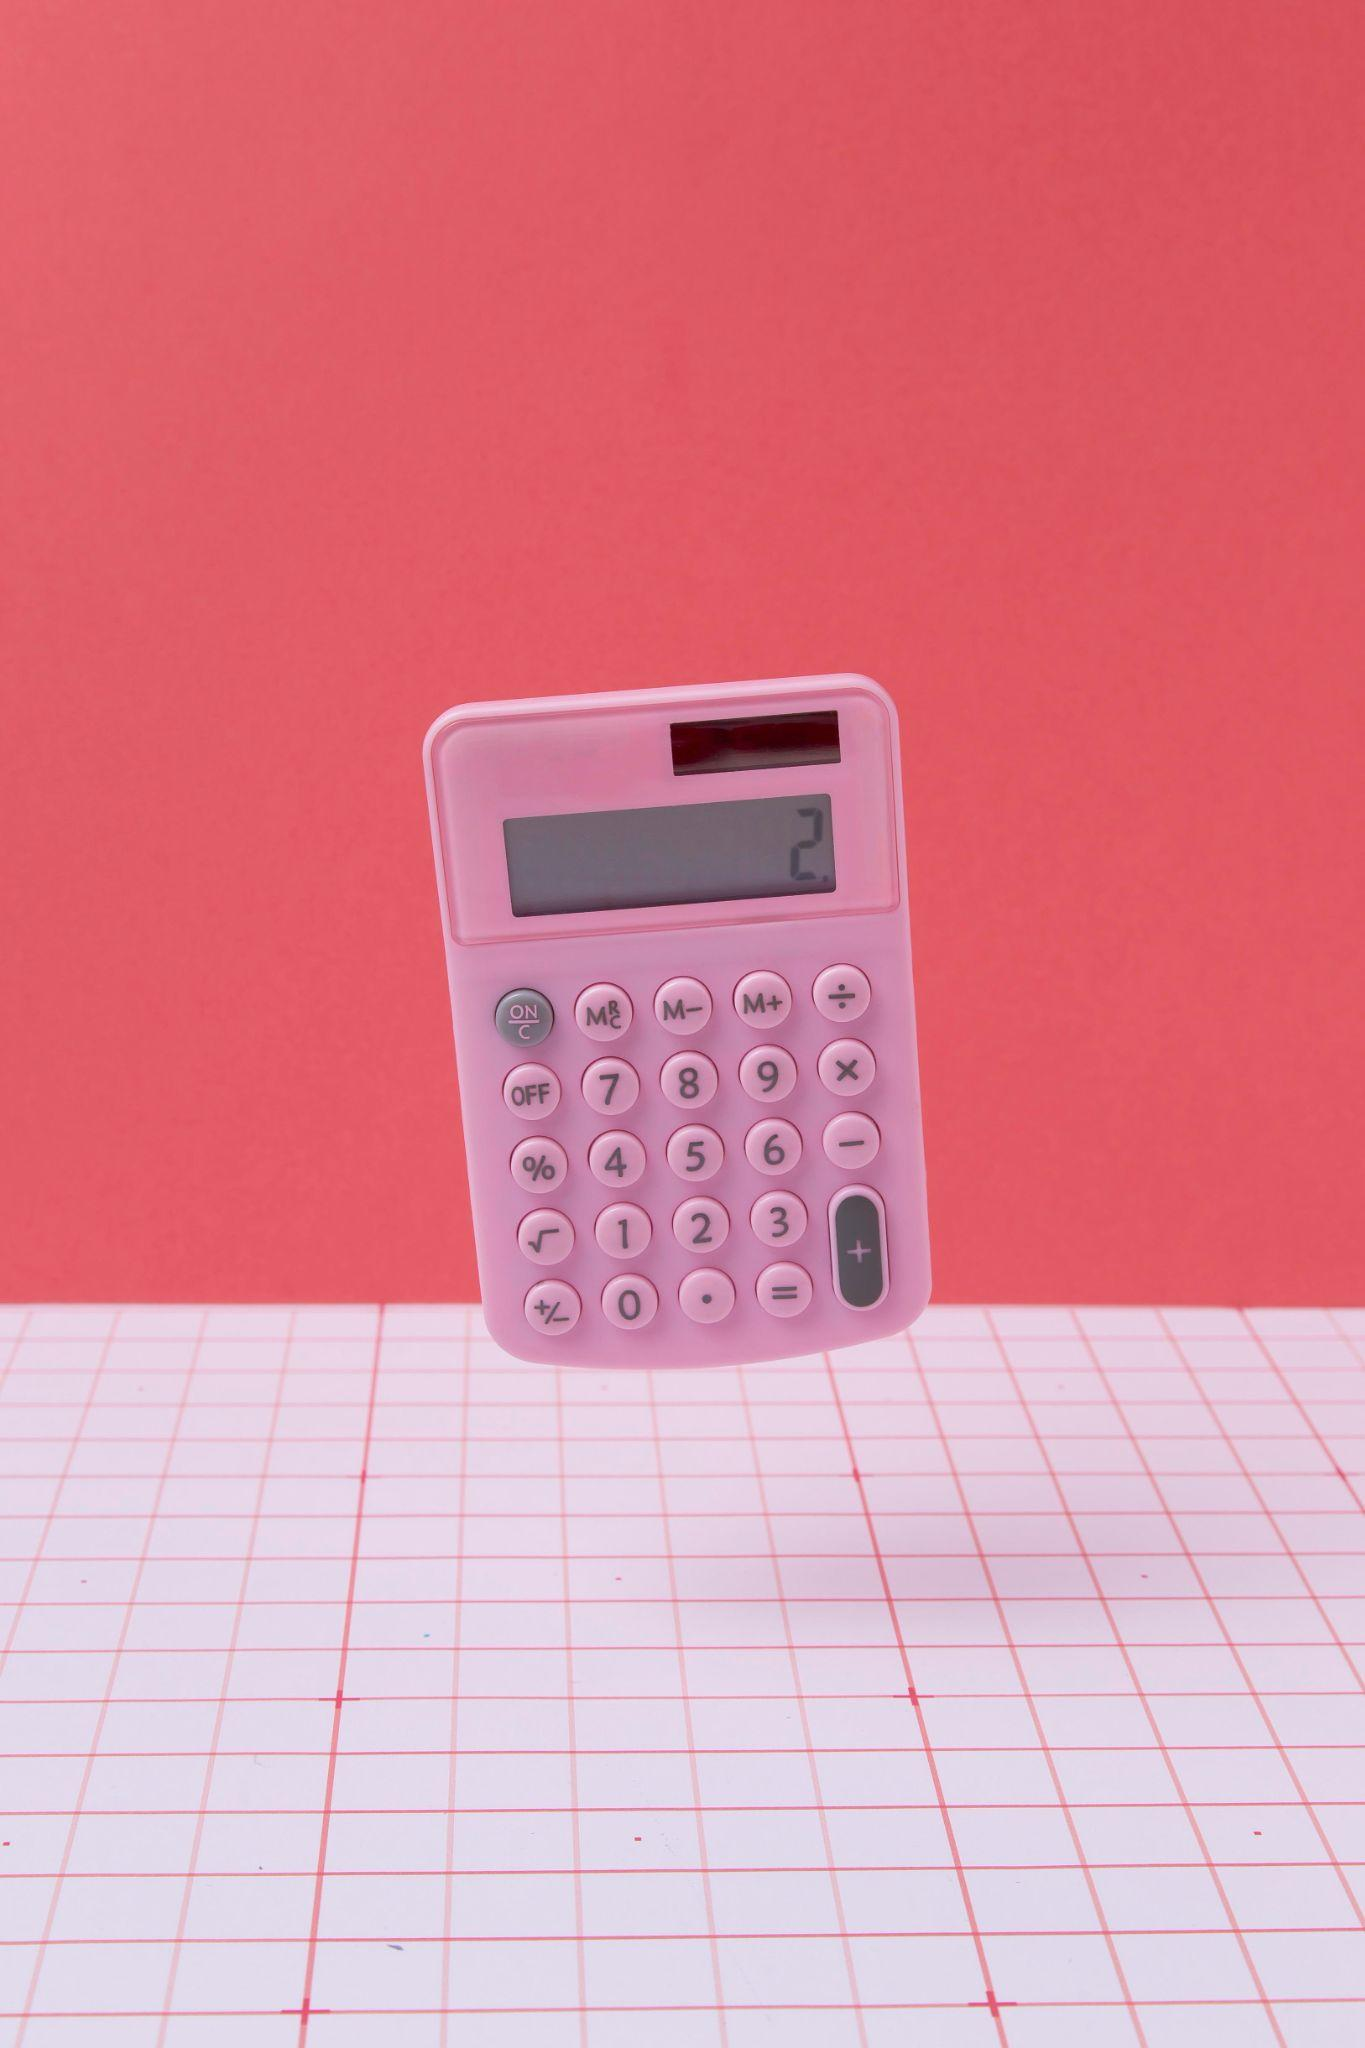 2.
ON/C MRC M− M+ ÷
OFF 7 8 9 ×
% 4 5 6 −
√ 1 2 3 +
+/− 0 • =